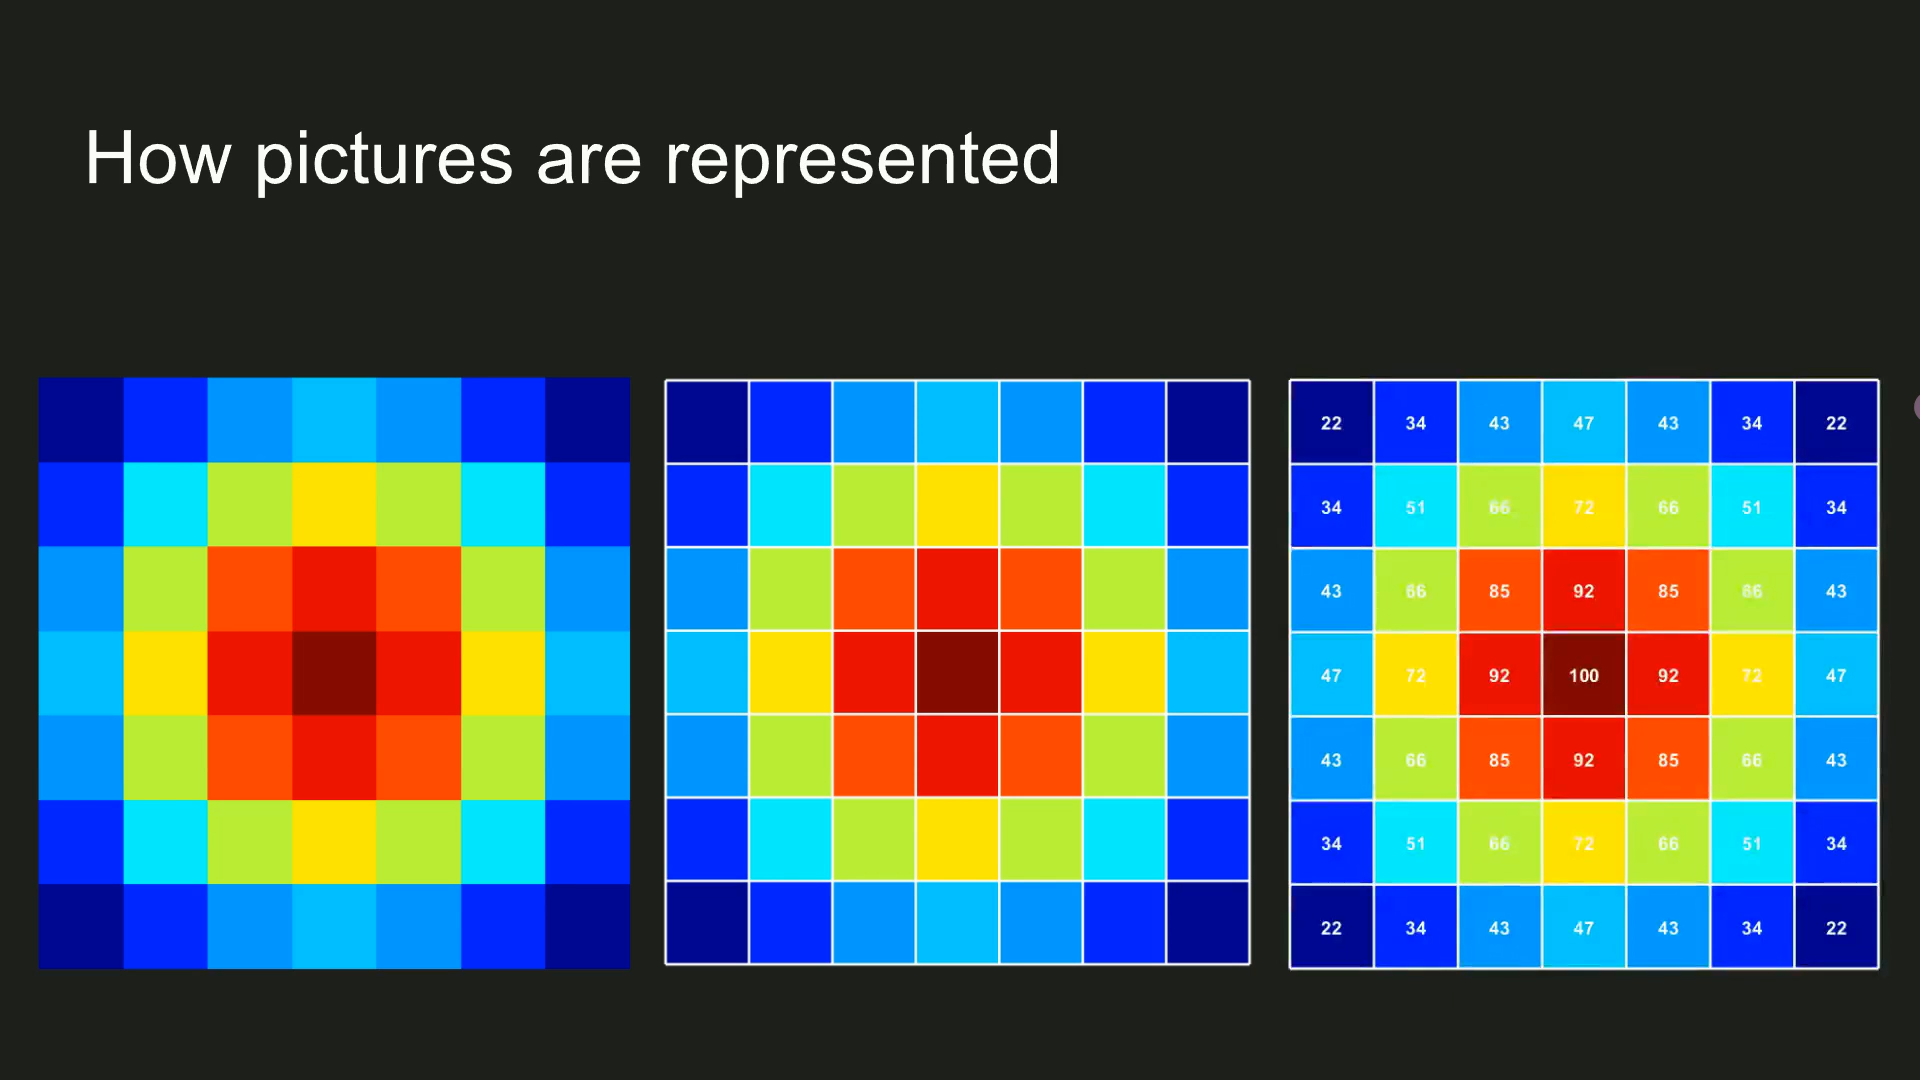 How pictures are represented
22 34 43 47 43 34 22
34 51 66 72 66 51 34
43 66 85 92 85 66 43
47 72 92 100 92 72 47
43 66 85 92 85 66 43
34 51 66 72 66 51 34
22 34 43 47 43 34 22